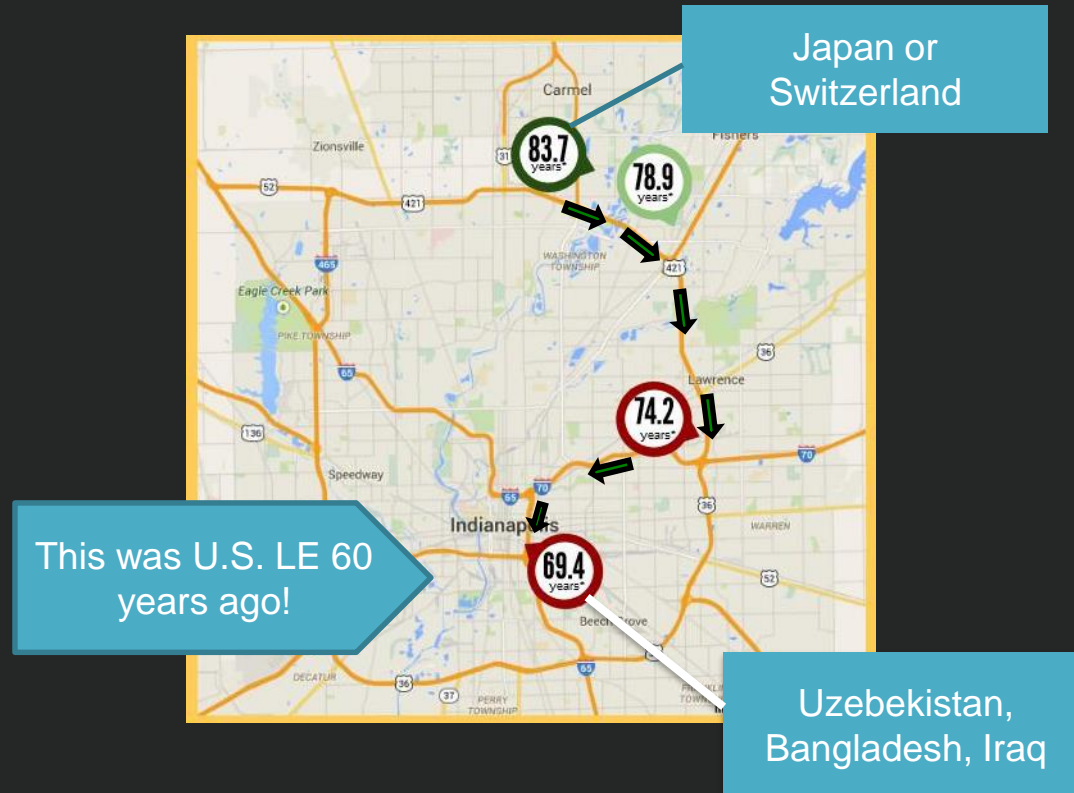 Japan or
Switzerland
Carmel
Fishers
Zionsville
83.7
years*
31
78.9
years*
52
421
WASHINGTON
TOWNSHIP
421
465
Eagle Creek Park
PIKE TOWNSHIP
36
65
Lawrence
74.2
years*
136
70
Speedway
65
70
36
Indianapolis
WARREN
This was U.S. LE 60
years ago!
69.4
years*
52
Beech Grove
65
DECATUR
36
37
PERRY
TOWNSHIP
Uzebekistan,
Bangladesh, Iraq